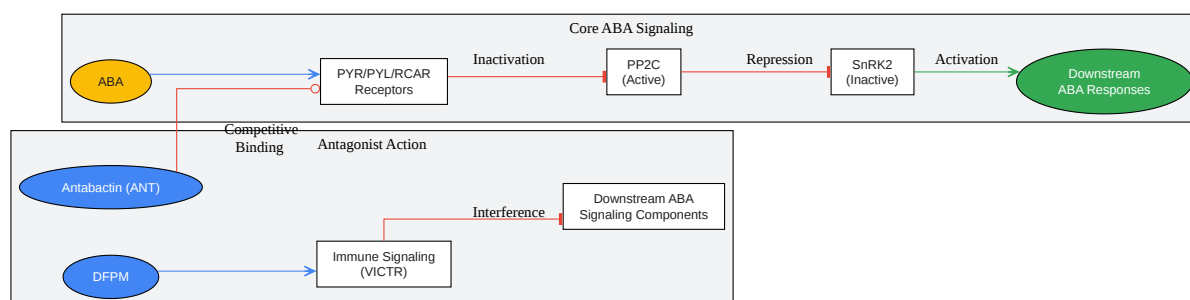 Core ABA Signaling
ABA
PYR/PYL/RCAR
Receptors
Inactivation
PP2C
(Active)
Repression
SnRK2
(Inactive)
Activation
Downstream
ABA Responses
Competitive
Binding
Antagonist Action
Antabactin (ANT)
Downstream ABA
Signaling Components
Interference
Immune Signaling
(VICTR)
DFPM